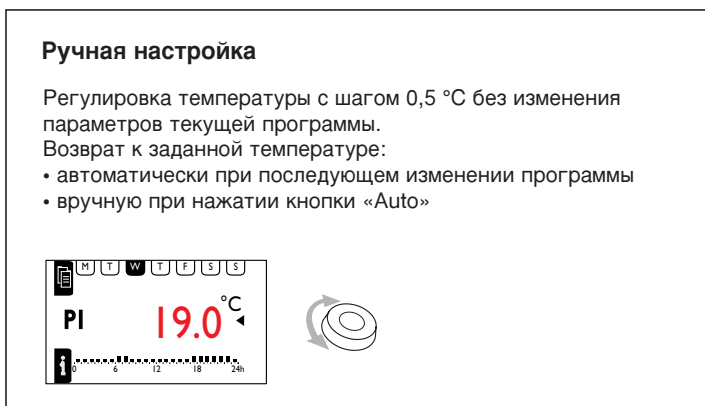 Ручная настройка
Регулировка температуры с шагом 0,5 °C без изменения
параметров текущей программы.
Возврат к заданной температуре:
• автоматически при последующем изменении программы
• вручную при нажатии кнопки «Auto»
M T W T F S S
PI 19.0 °C
i 0 6 12 18 24h